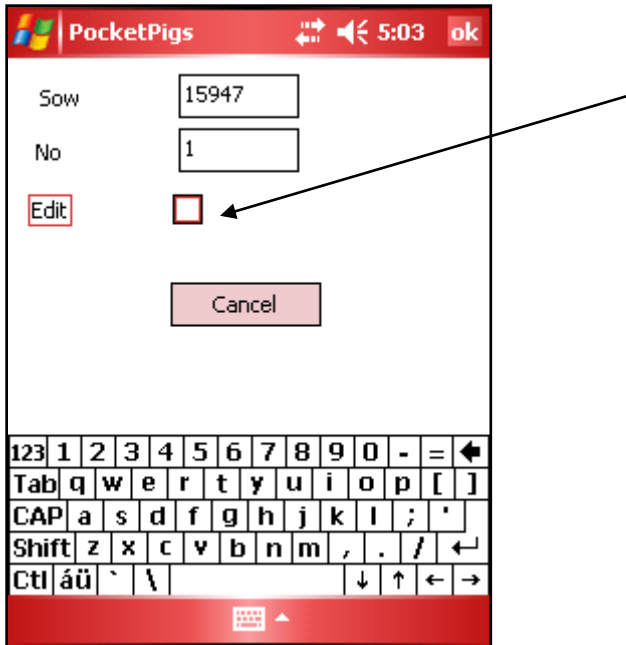 PocketPigs 5:03 ok
Sow 15947
No 1
Edit
Cancel
123 1 2 3 4 5 6 7 8 9 0 - =
Tab q w e r t y u i o p [ ]
CAP a s d f g h j k l ; '
Shift z x c v b n m , . / ↵
Ctl áü ` \ ↓ ↑ ← →